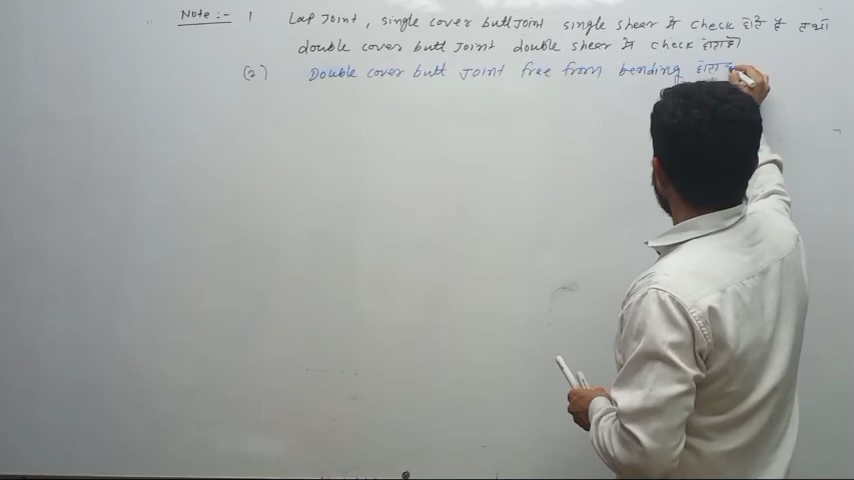 Note :- 1 Lap Joint, single cover butt Joint single shear में check होते है तथा
double cover butt Joint double shear में check होता है
(2) Double cover butt Joint free from bending होता